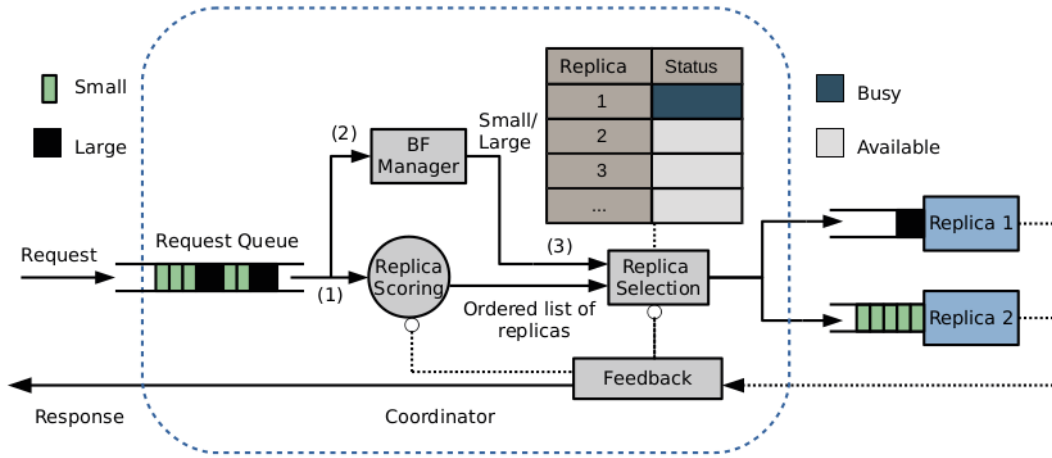 Small
Large
Replica
Status
1
2
3
...
Busy
Available
(2)
BF
Manager
Small/
Large
Request
Request Queue
(1)
Replica
Scoring
(3)
Replica
Selection
Ordered list of
replicas
Replica 1
Replica 2
Feedback
Response
Coordinator